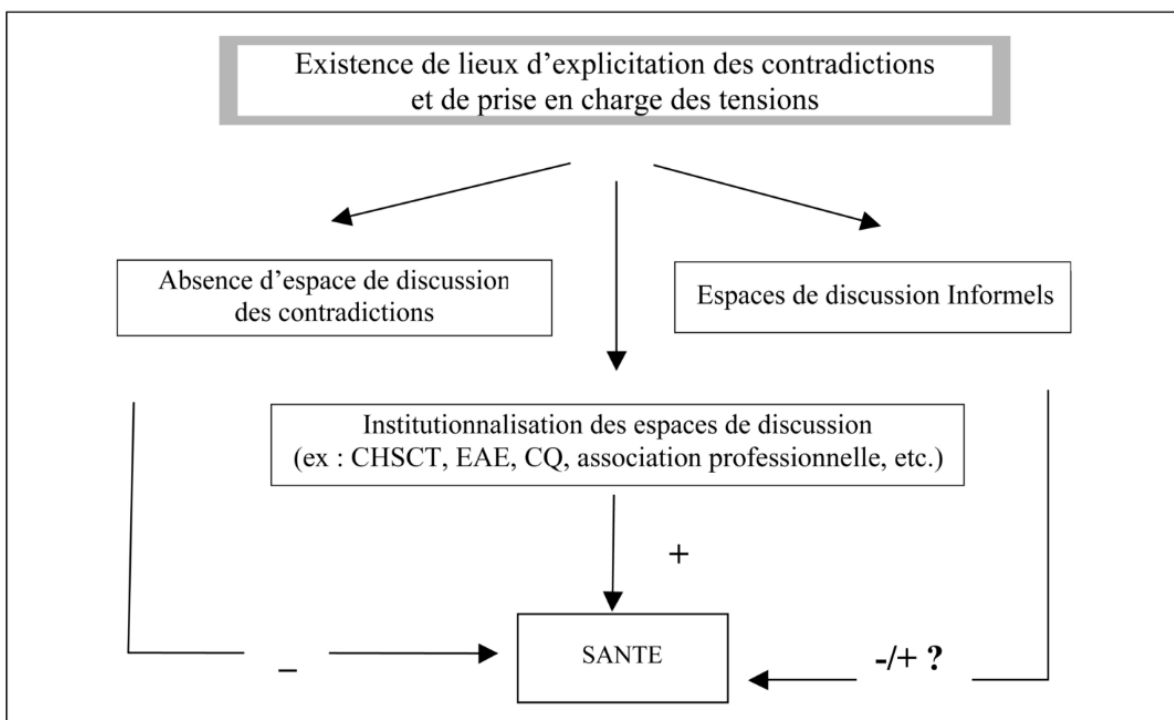 Existence de lieux d'explicitation des contradictions
et de prise en charge des tensions
Absence d'espace de discussion
des contradictions
Espaces de discussion Informels
Institutionnalisation des espaces de discussion
(ex : CHSCT, EAE, CQ, association professionnelle, etc.)
+
SANTE
–
-/+ ?